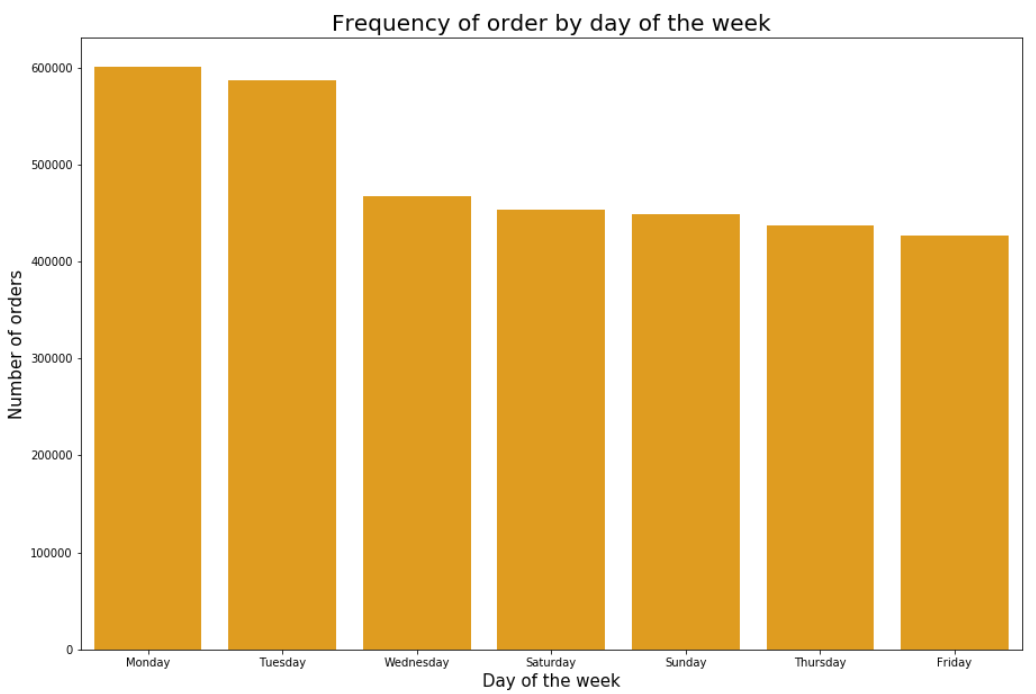 Frequency of order by day of the week
Number of orders
600000
500000
400000
300000
200000
100000
0
Monday Tuesday Wednesday Saturday Sunday Thursday Friday
Day of the week